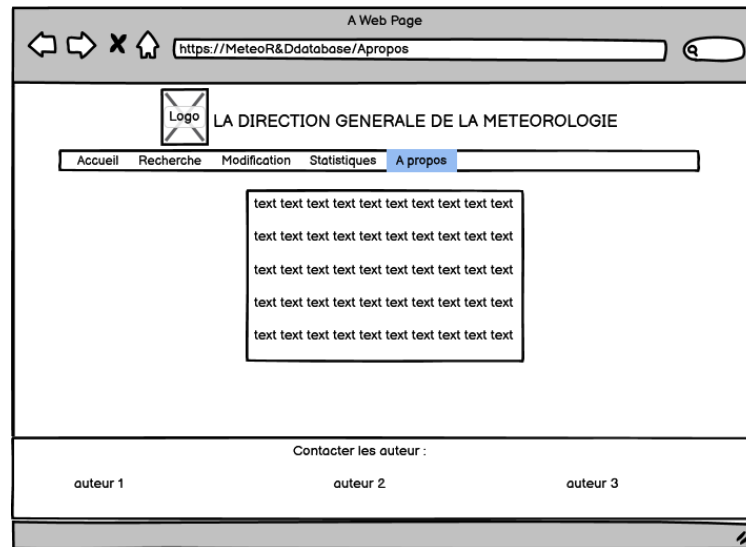 A Web Page
https://MeteoR&Ddatabase/Apropos
Logo
LA DIRECTION GENERALE DE LA METEOROLOGIE
Accueil Recherche Modification Statistiques A propos
text text text text text text text text text text
text text text text text text text text text text
text text text text text text text text text text
text text text text text text text text text text
text text text text text text text text text text
Contacter les auteur :
auteur 1 auteur 2 auteur 3